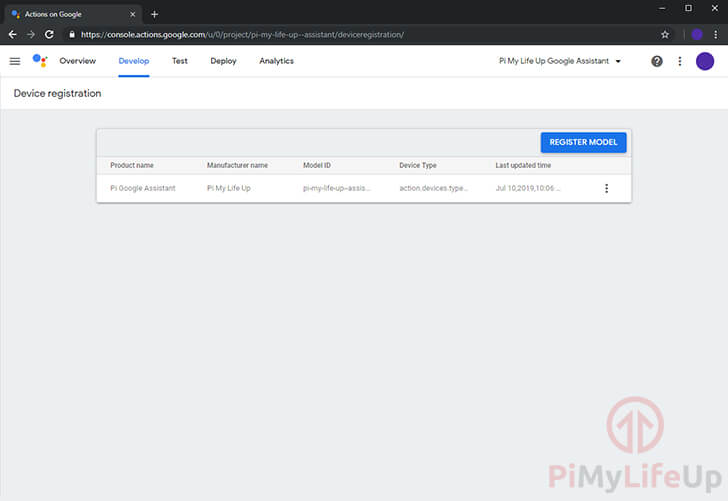 Actions on Google
https://console.actions.google.com/u/0/project/pi-my-life-up--assistant/deviceregistration/
Overview Develop Test Deploy Analytics Pi My Life Up Google Assistant
Device registration
REGISTER MODEL
Product name Manufacturer name Model ID Device Type Last updated time
Pi Google Assistant Pi My Life Up pi-my-life-up--assis... action.devices.type... Jul 10,2019,10:06:...
PiMyLifeUp